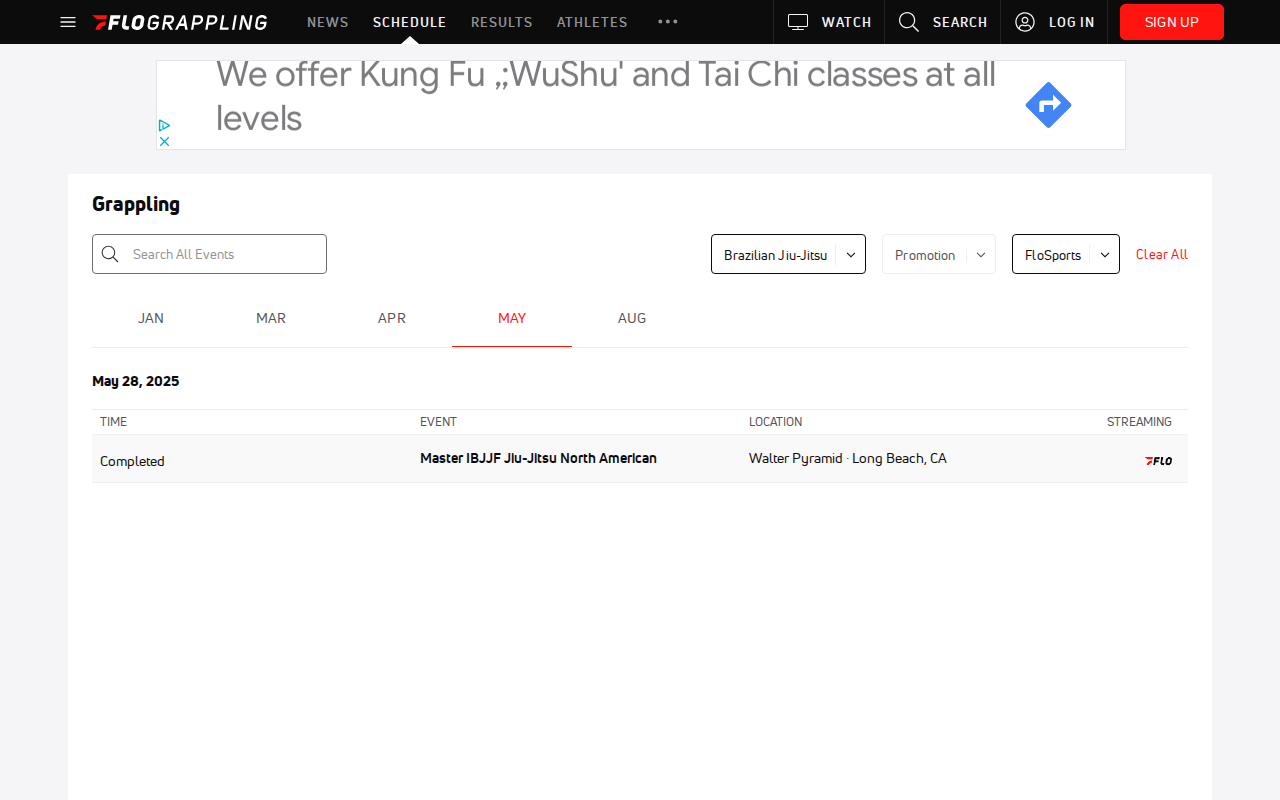 FLOGRAPPLING NEWS SCHEDULE RESULTS ATHLETES WATCH SEARCH LOG IN SIGN UP
We offer Kung Fu ,;WuShu' and Tai Chi classes at all
levels
Grappling
Search All Events Brazilian Jiu-Jitsu Promotion FloSports Clear All
JAN MAR APR MAY AUG
May 28, 2025
TIME EVENT LOCATION STREAMING
Completed Master IBJJF Jiu-Jitsu North American Walter Pyramid · Long Beach, CA FLO